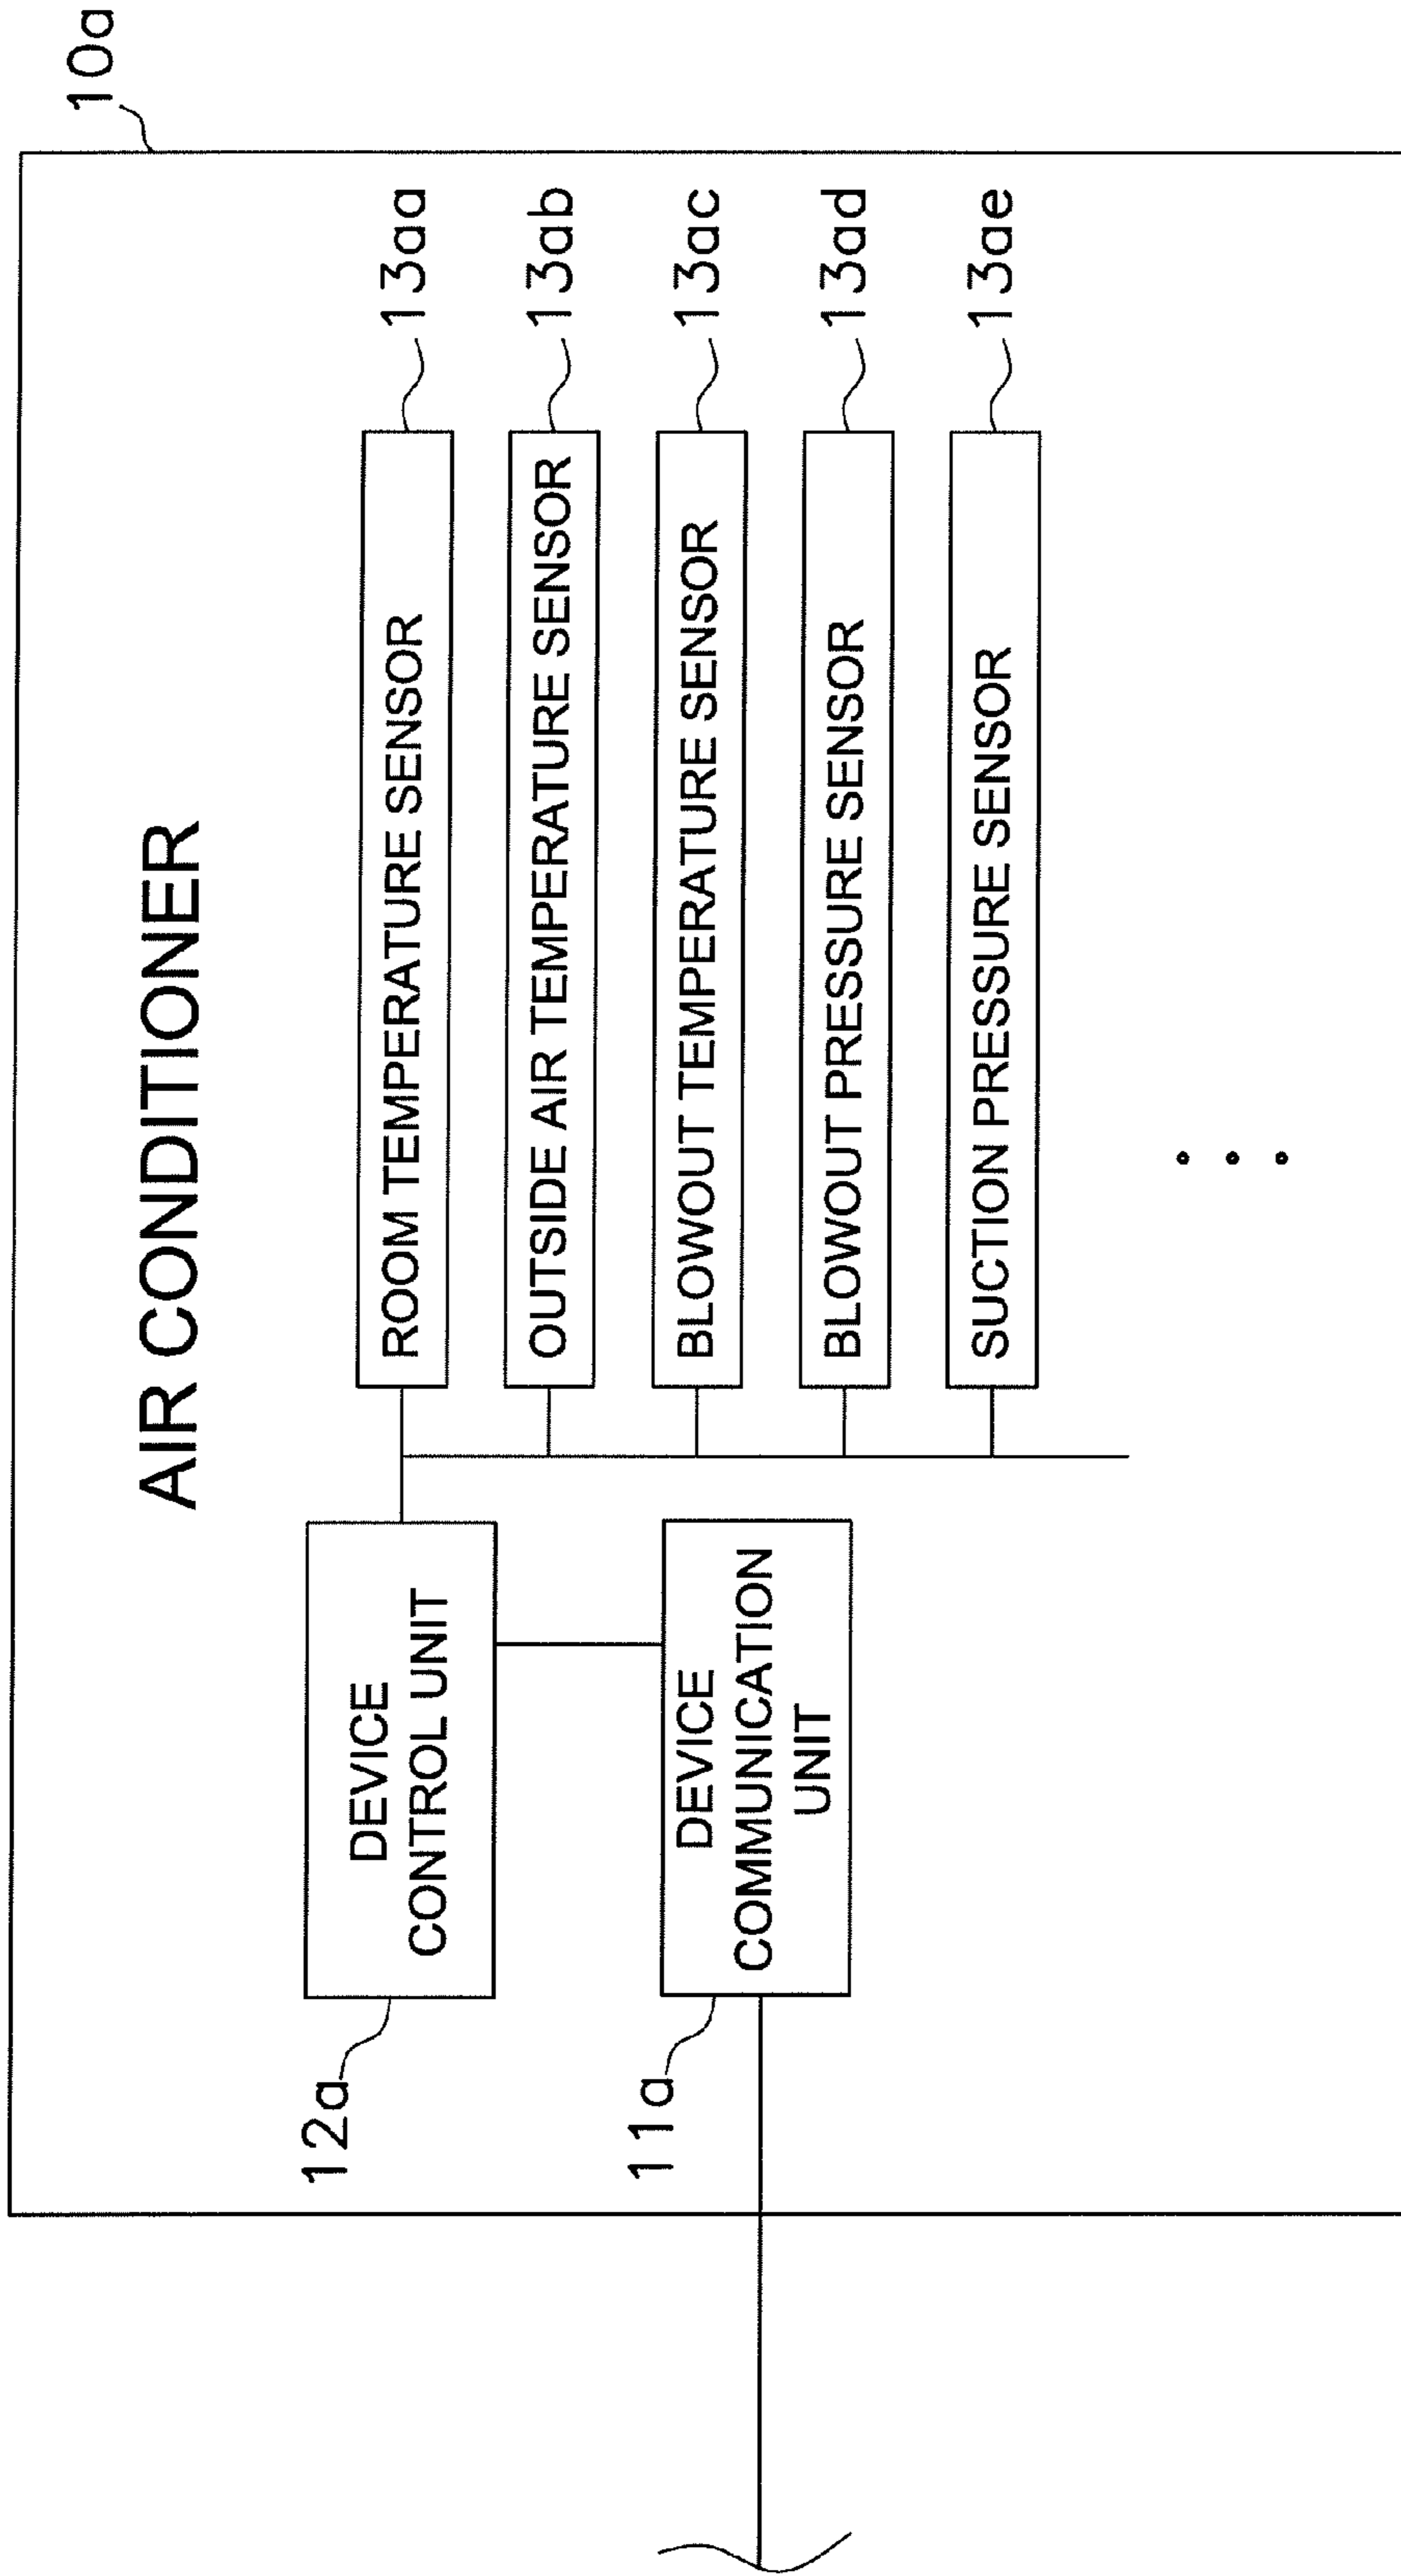 10a
AIR CONDITIONER
12a
DEVICE
CONTROL UNIT
11a
DEVICE
COMMUNICATION
UNIT
ROOM TEMPERATURE SENSOR
13aa
OUTSIDE AIR TEMPERATURE SENSOR
13ab
BLOWOUT TEMPERATURE SENSOR
13ac
BLOWOUT PRESSURE SENSOR
13ad
SUCTION PRESSURE SENSOR
13ae